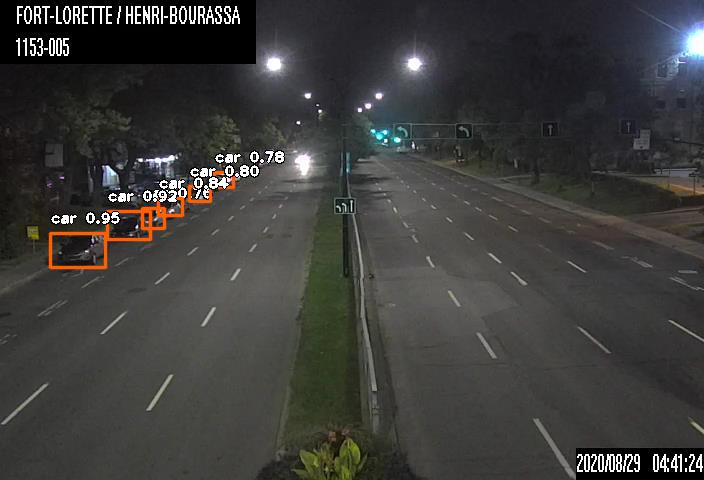 FORT-LORETTE / HENRI-BOURASSA
1153-005
car 0.78
car 0.80
car 0.84
car 0.92
car 0.95
2020/08/29 04:41:24